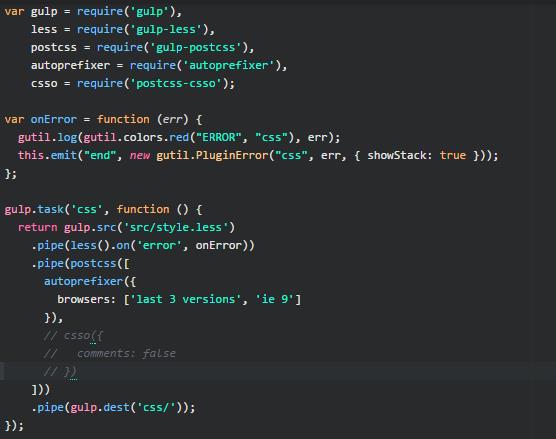 var gulp = require('gulp'),
    less = require('gulp-less'),
    postcss = require('gulp-postcss'),
    autoprefixer = require('autoprefixer'),
    csso = require('postcss-csso');

var onError = function (err) {
  gutil.log(gutil.colors.red("ERROR", "css"), err);
  this.emit("end", new gutil.PluginError("css", err, { showStack: true }));
};

gulp.task('css', function () {
  return gulp.src('src/style.less')
    .pipe(less().on('error', onError))
    .pipe(postcss([
      autoprefixer({
        browsers: ['last 3 versions', 'ie 9']
      }),
      // csso({
      //   comments: false
      // })
    ]))
    .pipe(gulp.dest('css/'));
});